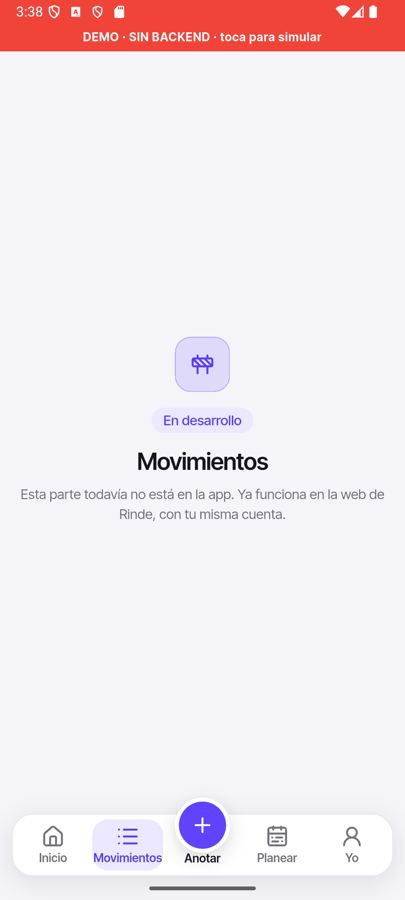 3:38
DEMO · SIN BACKEND · toca para simular
En desarrollo
Movimientos
Esta parte todavía no está en la app. Ya funciona en la web de
Rinde, con tu misma cuenta.
Inicio
Movimientos
Anotar
Planear
Yo